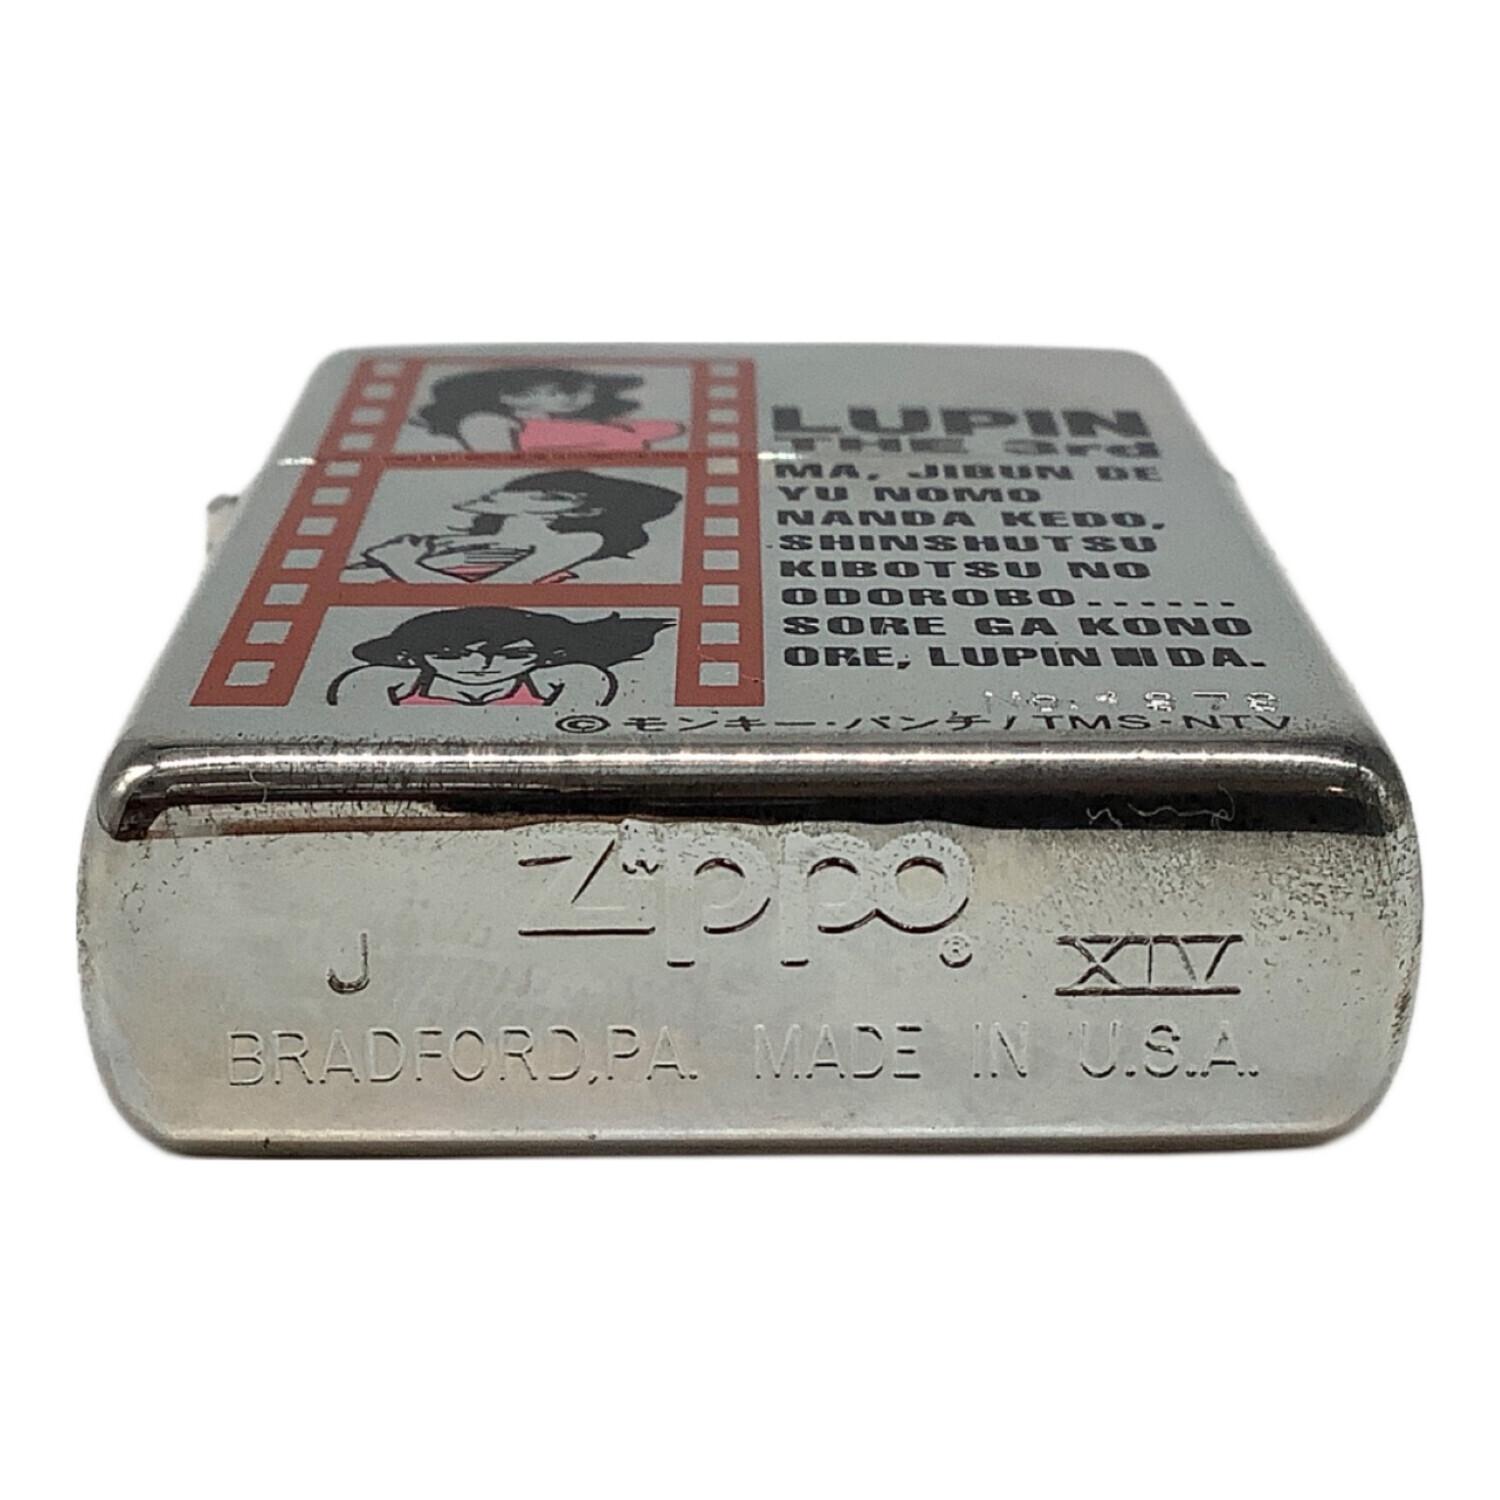 LUPIN
THE 3rd
MA, JIBUN DE
YU NOMO
NANDA KEDO,
SHINSHUTSU
KIBOTSU NO
ODOROBO......
SORE GA KONO
ORE, LUPIN III DA.
© モンキー・パンチ / TMS・NTV
Zippo ®
J
XIV
BRADFORD,PA. MADE IN U.S.A.